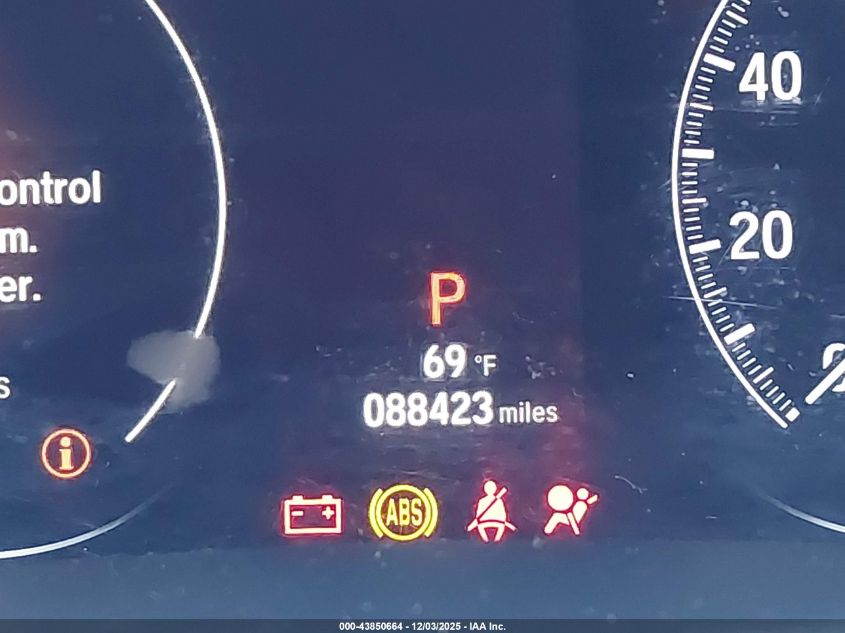 40
ontrol
m.
20
er.
P
69 °F
088423 miles
s
ABS
000-43850664 - 12/03/2025 - IAA Inc.